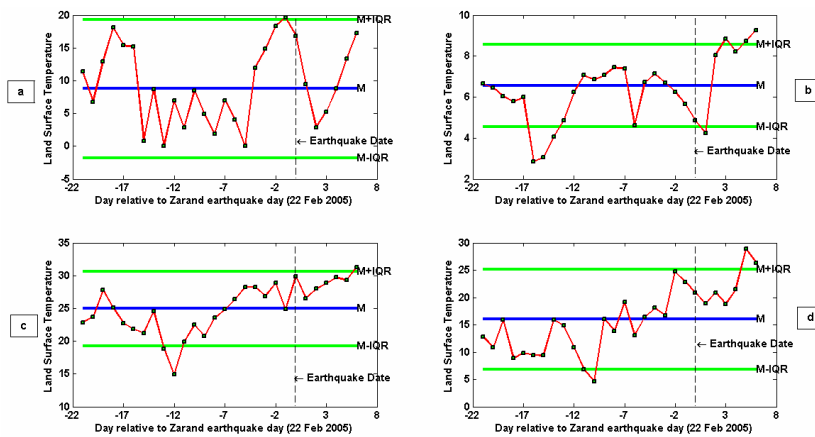 a
Land Surface Temperature
20
15
10
5
0
-5
M+IQR
M
M-IQR
Earthquake Date
-22 -17 -12 -7 -2 3 8
Day relative to Zarand earthquake day (22 Feb 2005)
b
Land Surface Temperature
10
8
6
4
2
M+IQR
M
M-IQR
Earthquake Date
-22 -17 -12 -7 -2 3 8
Day relative to Zarand earthquake day (22 Feb 2005)
c
Land Surface Temperature
35
30
25
20
15
10
M+IQR
M
M-IQR
Earthquake Date
-22 -17 -12 -7 -2 3 8
Day relative to Zarand earthquake day (22 Feb 2005)
d
Land Surface Temperature
30
25
20
15
10
5
0
M+IQR
M
M-IQR
Earthquake Date
-22 -17 -12 -7 -2 3 8
Day relative to Zarand earthquake day (22 Feb 2005)